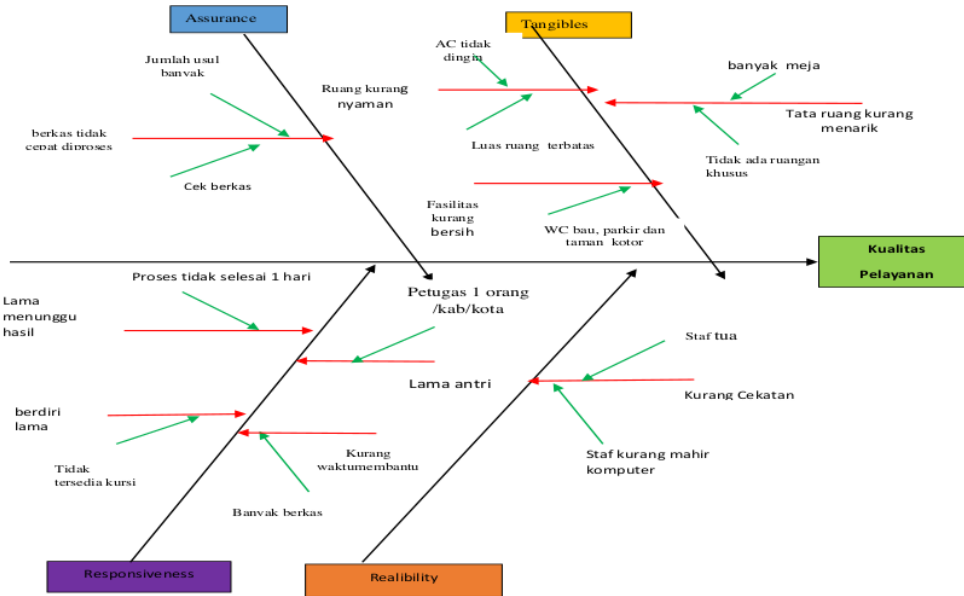 Assurance
Tangibles
Jumlah usul
banyak
berkas tidak
cepat diproses
Cek berkas
AC tidak
dingin
Ruang kurang
nyaman
Luas ruang terbatas
banyak meja
Tata ruang kurang
menarik
Tidak ada ruangan
khusus
Fasilitas
kurang
bersih
WC bau, parkir dan
taman kotor
Kualitas
Pelayanan
Proses tidak selesai 1 hari
Lama
menunggu
hasil
Petugas 1 orang
/kab/kota
Lama antri
berdiri
lama
Tidak
tersedia kursi
Kurang
waktumembantu
Banyak berkas
Staf tua
Kurang Cekatan
Staf kurang mahir
komputer
Responsiveness
Realibility